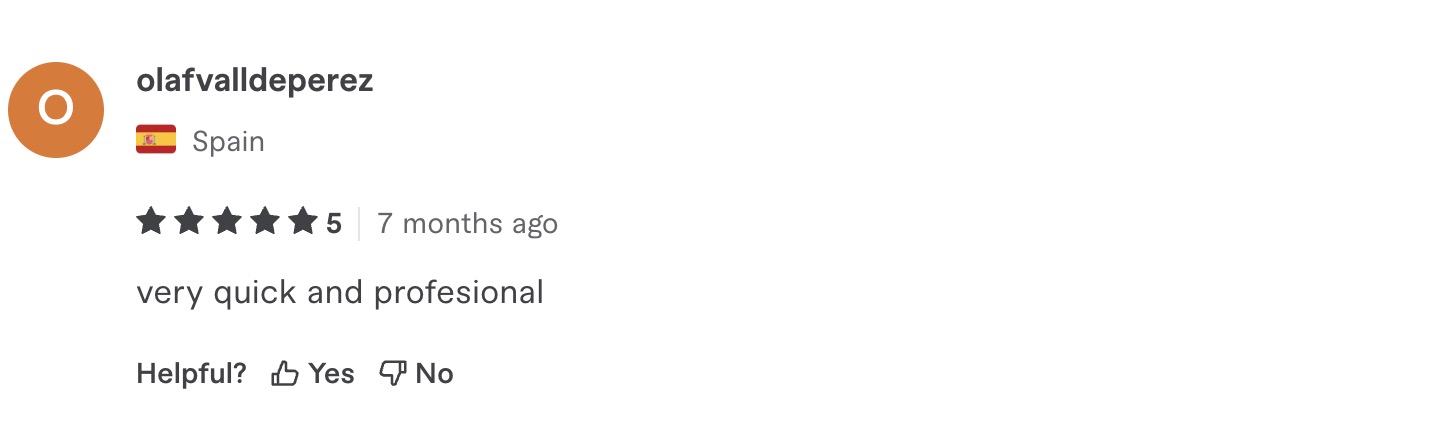 O
olafvalldeperez
Spain
5 7 months ago
very quick and profesional
Helpful? Yes No